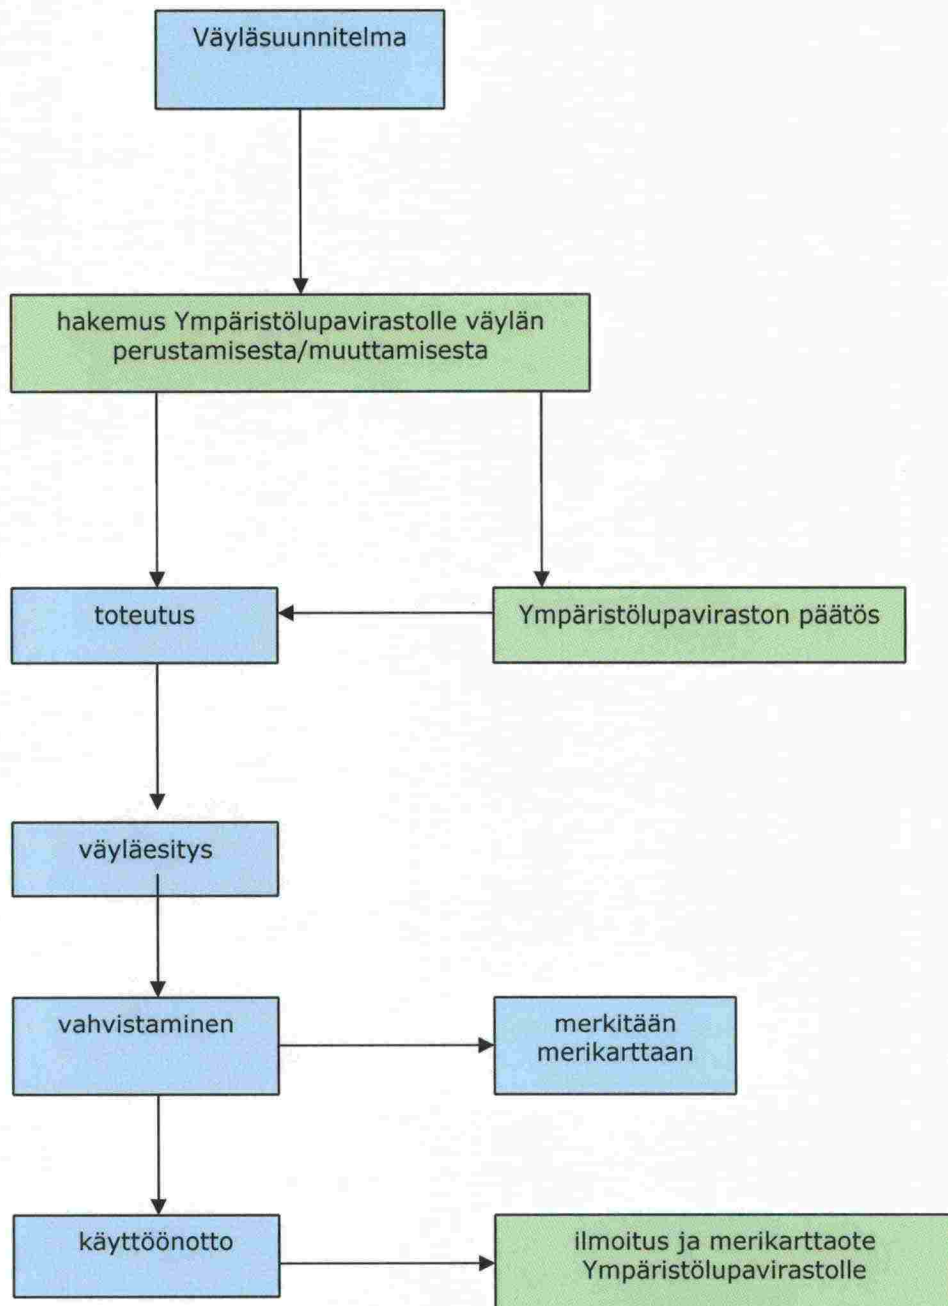 Väyläsuunnitelma
hakemus Ympäristölupavirastolle väylän
perustamisesta/muuttamisesta
toteutus
Ympäristölupaviraston päätös
väyläesitys
vahvistaminen
merkitään
merikarttaan
käyttöönotto
ilmoitus ja merikarttaote
Ympäristölupavirastolle